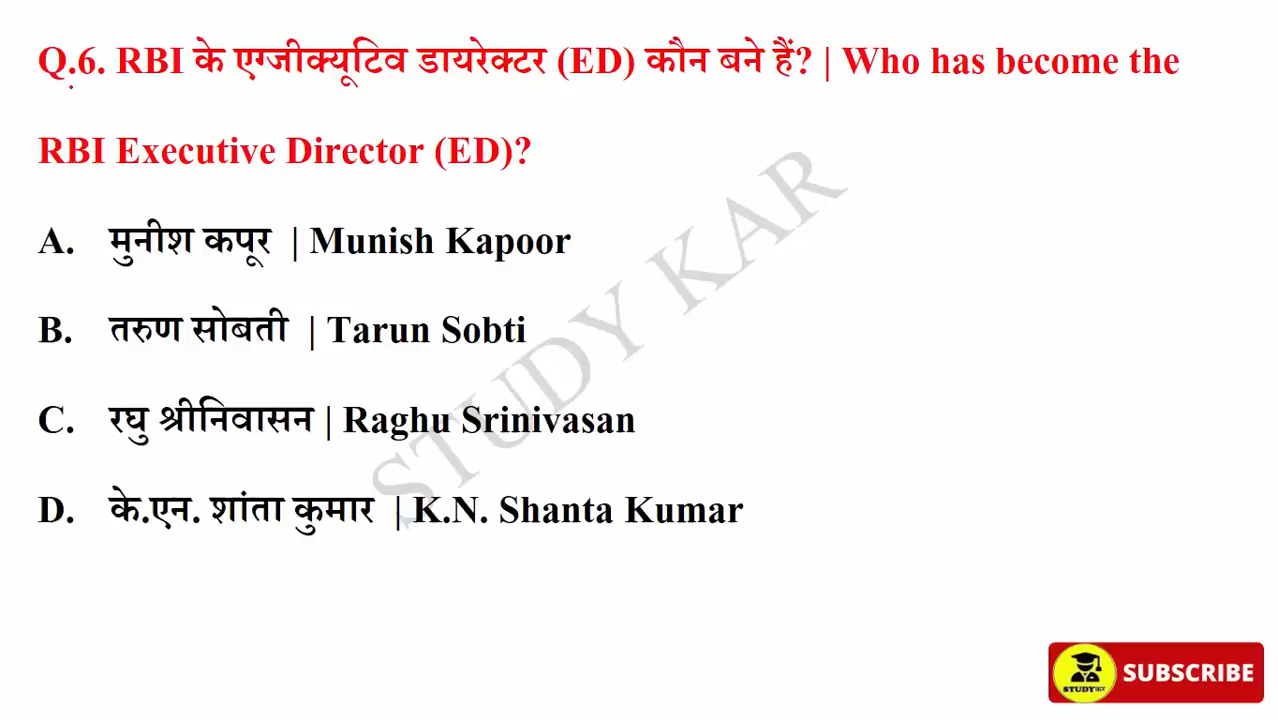 Q.6. RBI के एग्जीक्यूटिव डायरेक्टर (ED) कौन बने हैं? | Who has become the
RBI Executive Director (ED)?
A. मुनीश कपूर | Munish Kapoor
B. तरुण सोबती | Tarun Sobti
C. रघु श्रीनिवासन | Raghu Srinivasan
D. के.एन. शांता कुमार | K.N. Shanta Kumar
STUDY KAR
STUDYकर
SUBSCRIBE